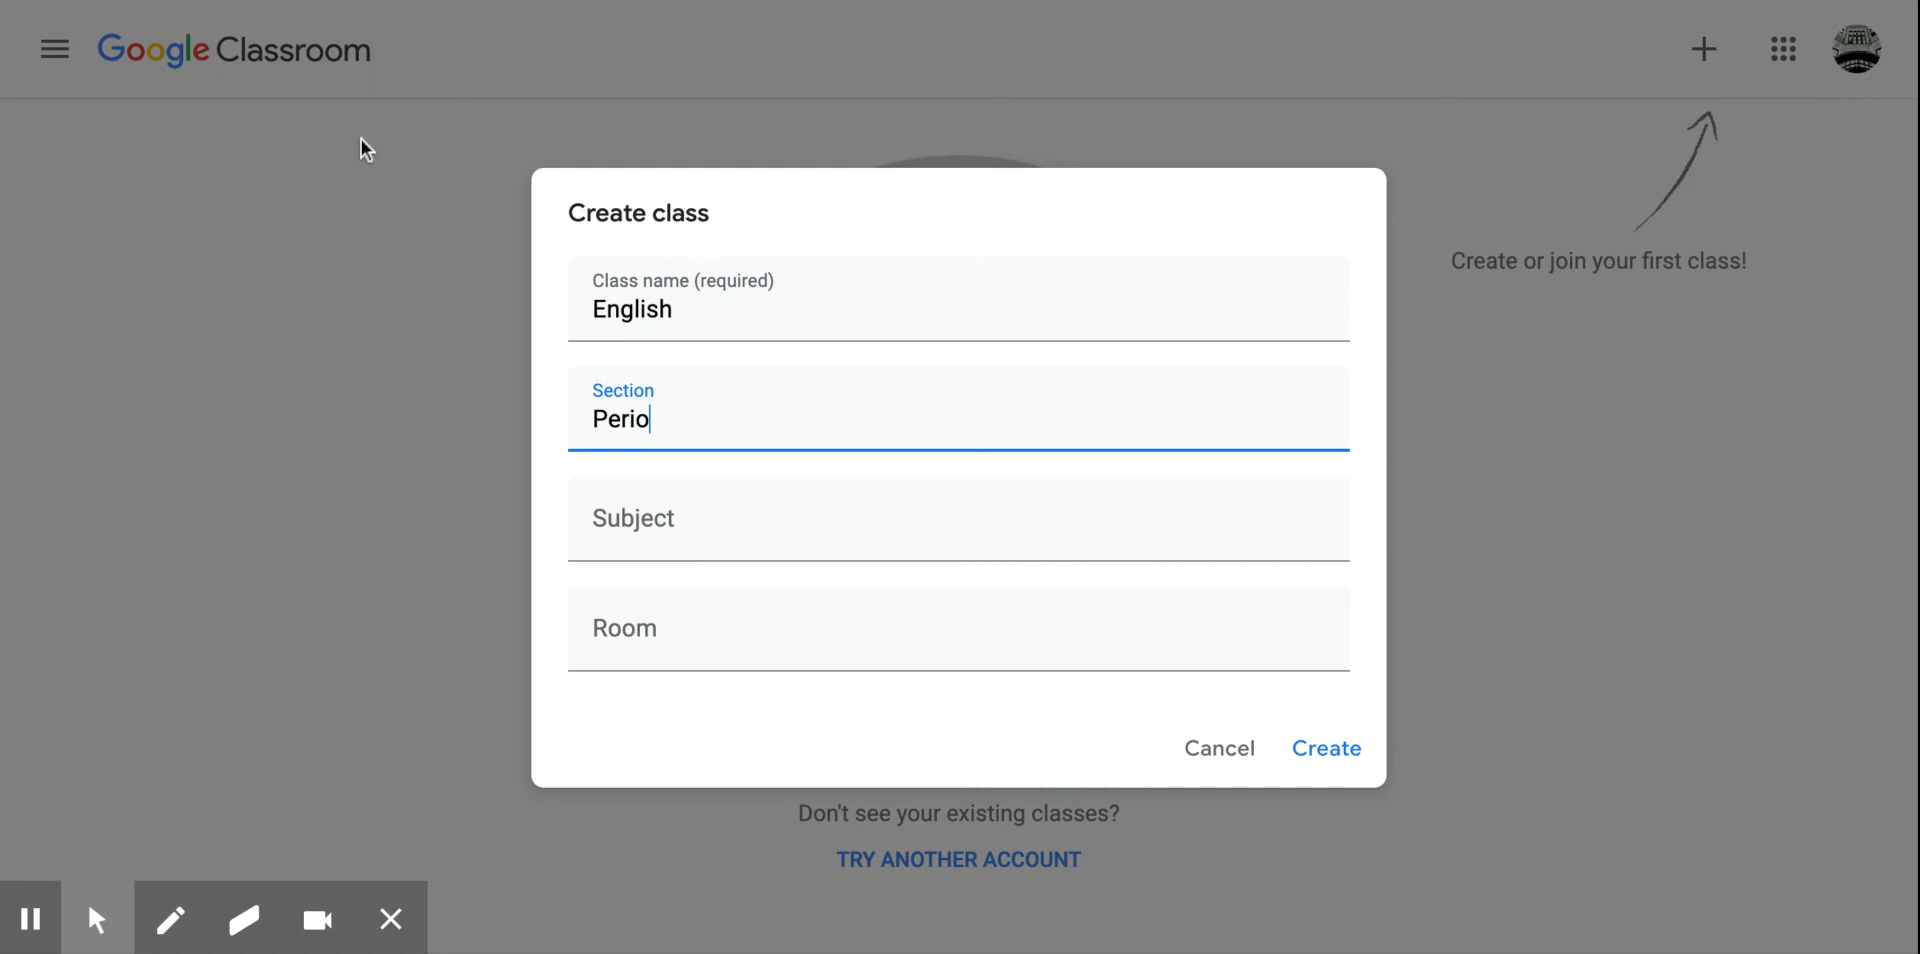 Google Classroom
Create class
Class name (required)
English
Create or join your first class!
Section
Perio
Subject
Room
Cancel Create
Don't see your existing classes?
TRY ANOTHER ACCOUNT